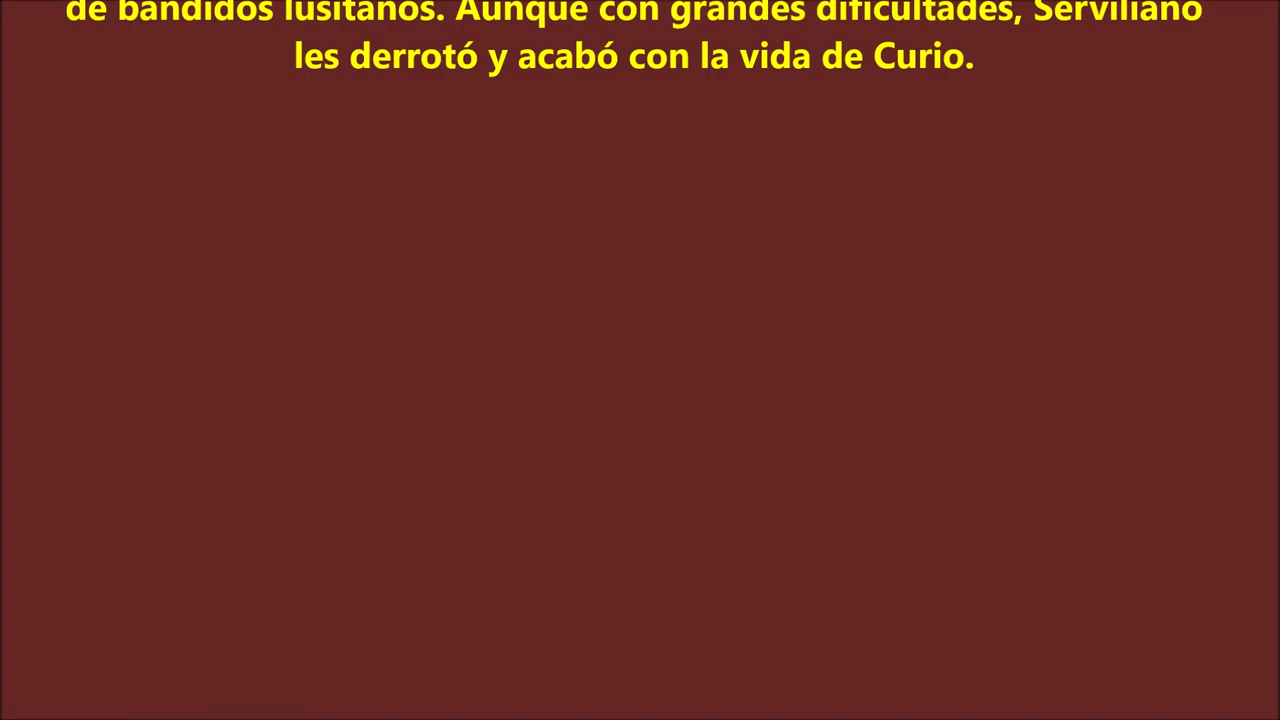 de bandidos lusitanos. Aunque con grandes dificultades, Serviliano
les derrotó y acabó con la vida de Curio.